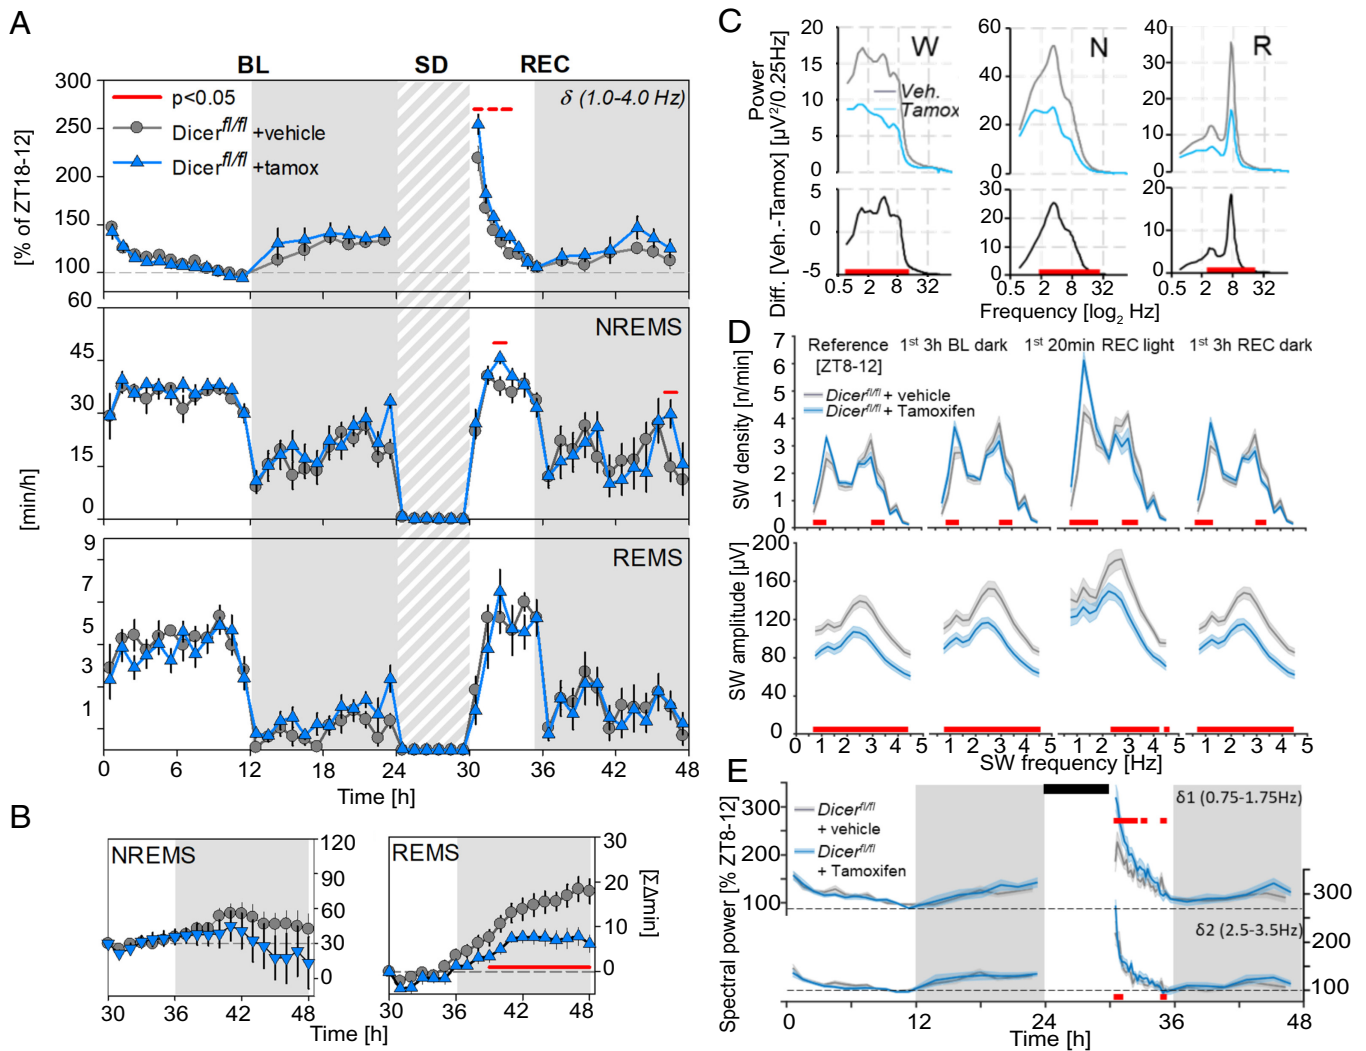 A
BL SD REC
300
250
200
150
100
[% of ZT18-12]
p<0.05
Dicerfl/fl +vehicle
Dicerfl/fl +tamox
δ (1.0-4.0 Hz)
60
45
30
15
0
[min/h]
NREMS
9
7
5
3
1
REMS
0 6 12 18 24 30 36 42 48
Time [h]
B
NREMS
120
90
60
30
0
30 36 42 48
REMS
30
20
10
0
[ΣΔmin]
30 36 42 48
Time [h]
C
Power
[µV²/0.25Hz]
Diff. [Veh.-Tamox]
20
15
10
5
0
W
Veh.
Tamox
60
40
20
0
N
40
30
20
10
0
R
5
0
-5
0.5 2 8 32
30
20
10
0
0.5 2 8 32
20
10
0
0.5 2 8 32
Frequency [log2 Hz]
D
SW density [n/min]
7
6
5
4
3
2
1
0
Reference
[ZT8-12]
1st 3h BL dark
1st 20min REC light
1st 3h REC dark
Dicerfl/fl + vehicle
Dicerfl/fl + Tamoxifen
SW amplitude [µV]
200
160
120
80
40
0
0 1 2 3 4 5 1 2 3 4 5 1 2 3 4 5 1 2 3 4 5
SW frequency [Hz]
E
Spectral power [% ZT8-12]
300
200
100
Dicerfl/fl
+ vehicle
Dicerfl/fl
+ Tamoxifen
δ1 (0.75-1.75Hz)
300
δ2 (2.5-3.5Hz)
200
100
0 12 24 36 48
Time [h]